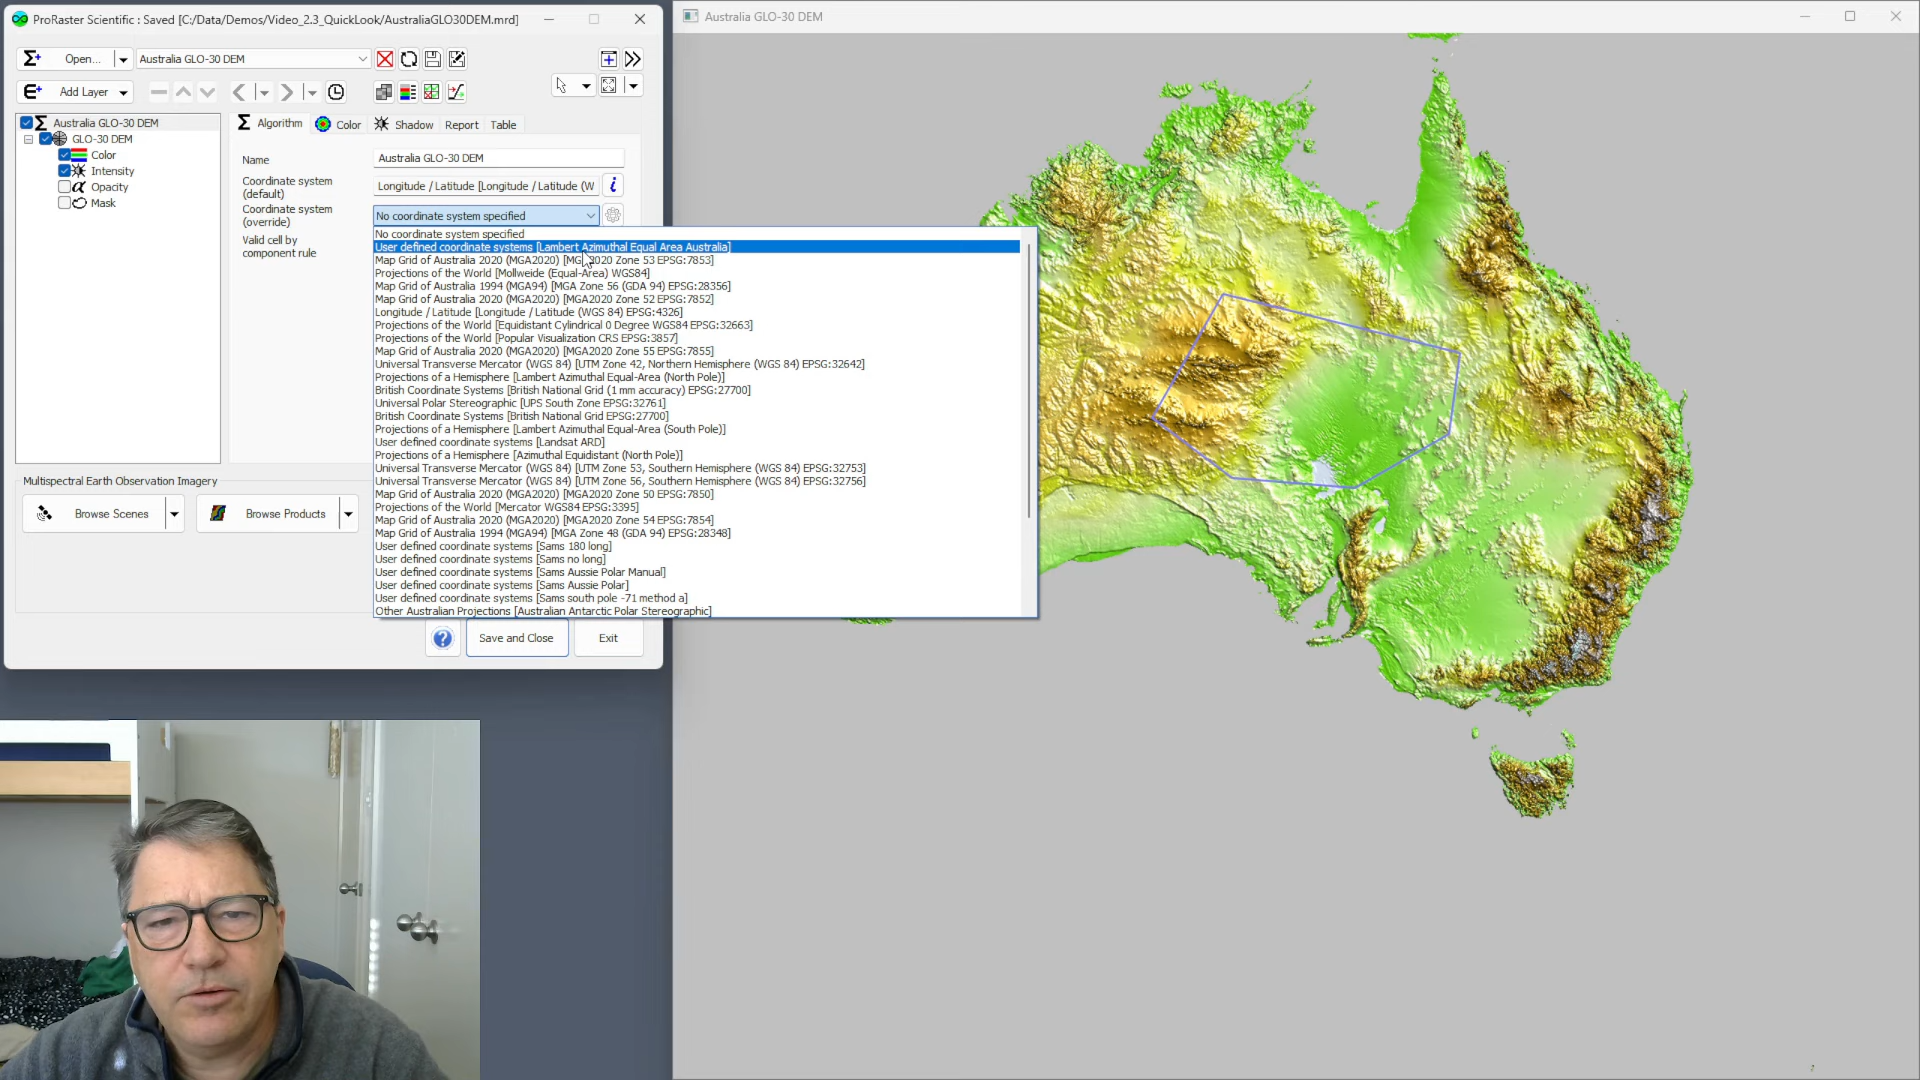 ProRaster Scientific : Saved [C:/Data/Demos/Video_2.3_QuickLook/AustraliaGLO30DEM.mrd]
Australia GLO-30 DEM
Open...
Australia GLO-30 DEM
Add Layer
Australia GLO-30 DEM
GLO-30 DEM
Color
Intensity
Opacity
Mask
Algorithm
Color
Shadow
Report
Table
Name
Australia GLO-30 DEM
Coordinate system
(default)
Longitude / Latitude [Longitude / Latitude (W
Coordinate system
(override)
No coordinate system specified
Valid cell by
component rule
No coordinate system specified
User defined coordinate systems [Lambert Azimuthal Equal Area Australia]
Map Grid of Australia 2020 (MGA2020) [MGA2020 Zone 53 EPSG:7853]
Projections of the World [Mollweide (Equal-Area) WGS84]
Map Grid of Australia 1994 (MGA94) [MGA Zone 56 (GDA 94) EPSG:28356]
Map Grid of Australia 2020 (MGA2020) [MGA2020 Zone 52 EPSG:7852]
Longitude / Latitude [Longitude / Latitude (WGS 84) EPSG:4326]
Projections of the World [Equidistant Cylindrical 0 Degree WGS84 EPSG:32663]
Projections of the World [Popular Visualization CRS EPSG:3857]
Map Grid of Australia 2020 (MGA2020) [MGA2020 Zone 55 EPSG:7855]
Universal Transverse Mercator (WGS 84) [UTM Zone 42, Northern Hemisphere (WGS 84) EPSG:32642]
Projections of a Hemisphere [Lambert Azimuthal Equal-Area (North Pole)]
British Coordinate Systems [British National Grid (1 mm accuracy) EPSG:27700]
Universal Polar Stereographic [UPS South Zone EPSG:32761]
British Coordinate Systems [British National Grid EPSG:27700]
Projections of a Hemisphere [Lambert Azimuthal Equal-Area (South Pole)]
User defined coordinate systems [Landsat ARD]
Projections of a Hemisphere [Azimuthal Equidistant (North Pole)]
Universal Transverse Mercator (WGS 84) [UTM Zone 53, Southern Hemisphere (WGS 84) EPSG:32753]
Universal Transverse Mercator (WGS 84) [UTM Zone 56, Southern Hemisphere (WGS 84) EPSG:32756]
Map Grid of Australia 2020 (MGA2020) [MGA2020 Zone 50 EPSG:7850]
Projections of the World [Mercator WGS84 EPSG:3395]
Map Grid of Australia 2020 (MGA2020) [MGA2020 Zone 54 EPSG:7854]
Map Grid of Australia 1994 (MGA94) [MGA Zone 48 (GDA 94) EPSG:28348]
User defined coordinate systems [Sams 180 long]
User defined coordinate systems [Sams no long]
User defined coordinate systems [Sams Aussie Polar Manual]
User defined coordinate systems [Sams Aussie Polar]
User defined coordinate systems [Sams south pole -71 method a]
Other Australian Projections [Australian Antarctic Polar Stereographic]
Multispectral Earth Observation Imagery
Browse Scenes
Browse Products
Save and Close
Exit